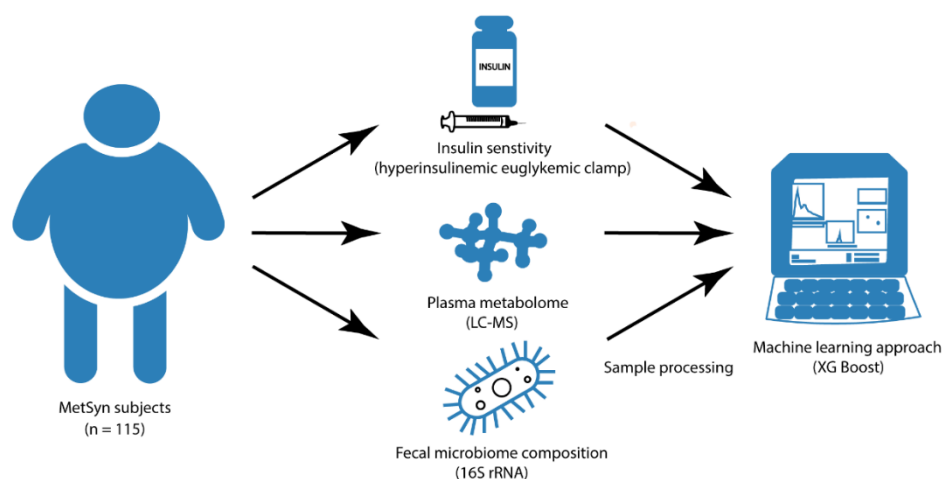 INSULIN
Insulin senstivity
(hyperinsulinemic euglykemic clamp)
Plasma metabolome
(LC-MS)
Sample processing
Machine learning approach
(XG Boost)
MetSyn subjects
(n = 115)
Fecal microbiome composition
(16S rRNA)